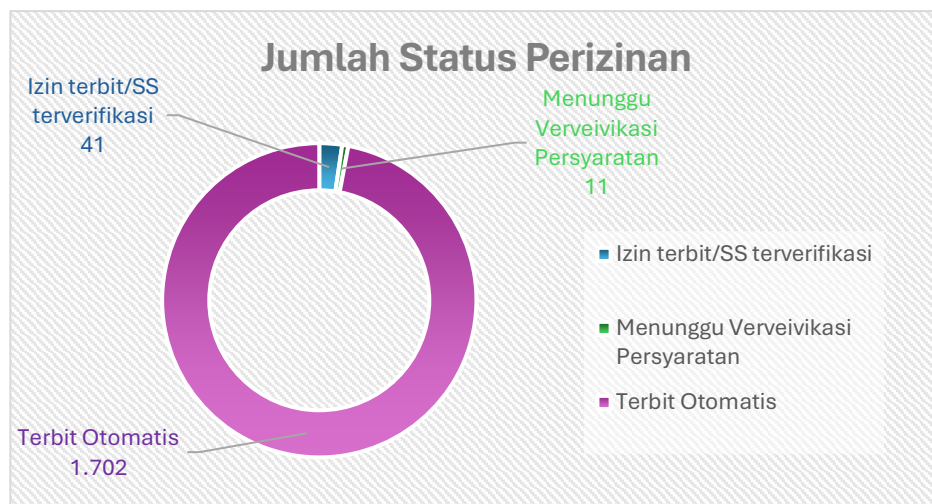 Jumlah Status Perizinan
Izin terbit/SS
terverifikasi
41
Menunggu
Verveivikasi
Persyaratan
11
Izin terbit/SS terverifikasi
Menunggu Verveivikasi
Persyaratan
Terbit Otomatis
Terbit Otomatis
1.702